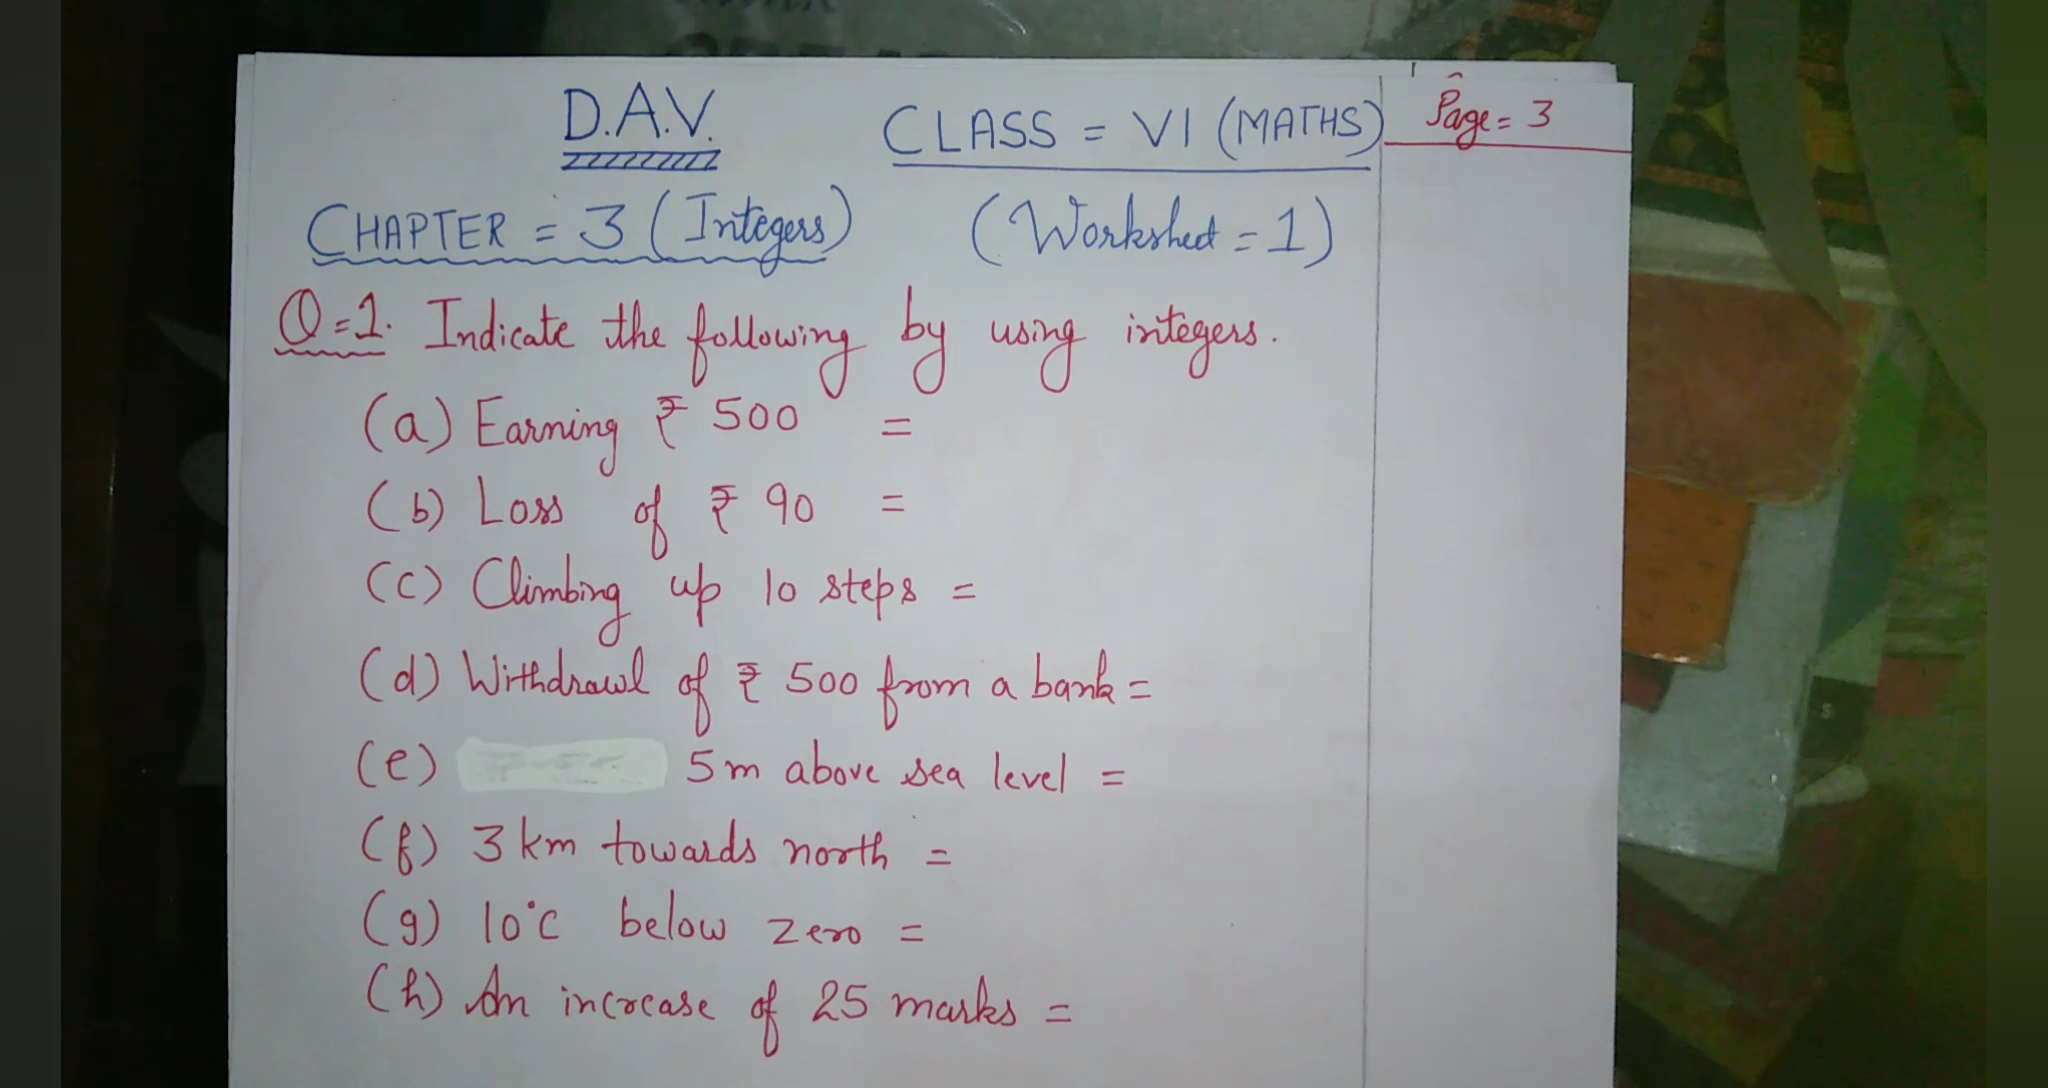 D.A.V. CLASS = VI (MATHS) Page = 3
CHAPTER = 3 (Integers) (Worksheet = 1)
Q=1. Indicate the following by using integers.
(a) Earning ₹ 500 =
(b) Loss of ₹ 90 =
(c) Climbing up 10 steps =
(d) Withdrawl of ₹ 500 from a bank =
(e) 5m above sea level =
(f) 3 km towards north =
(g) 10°C below zero =
(h) An increase of 25 marks =